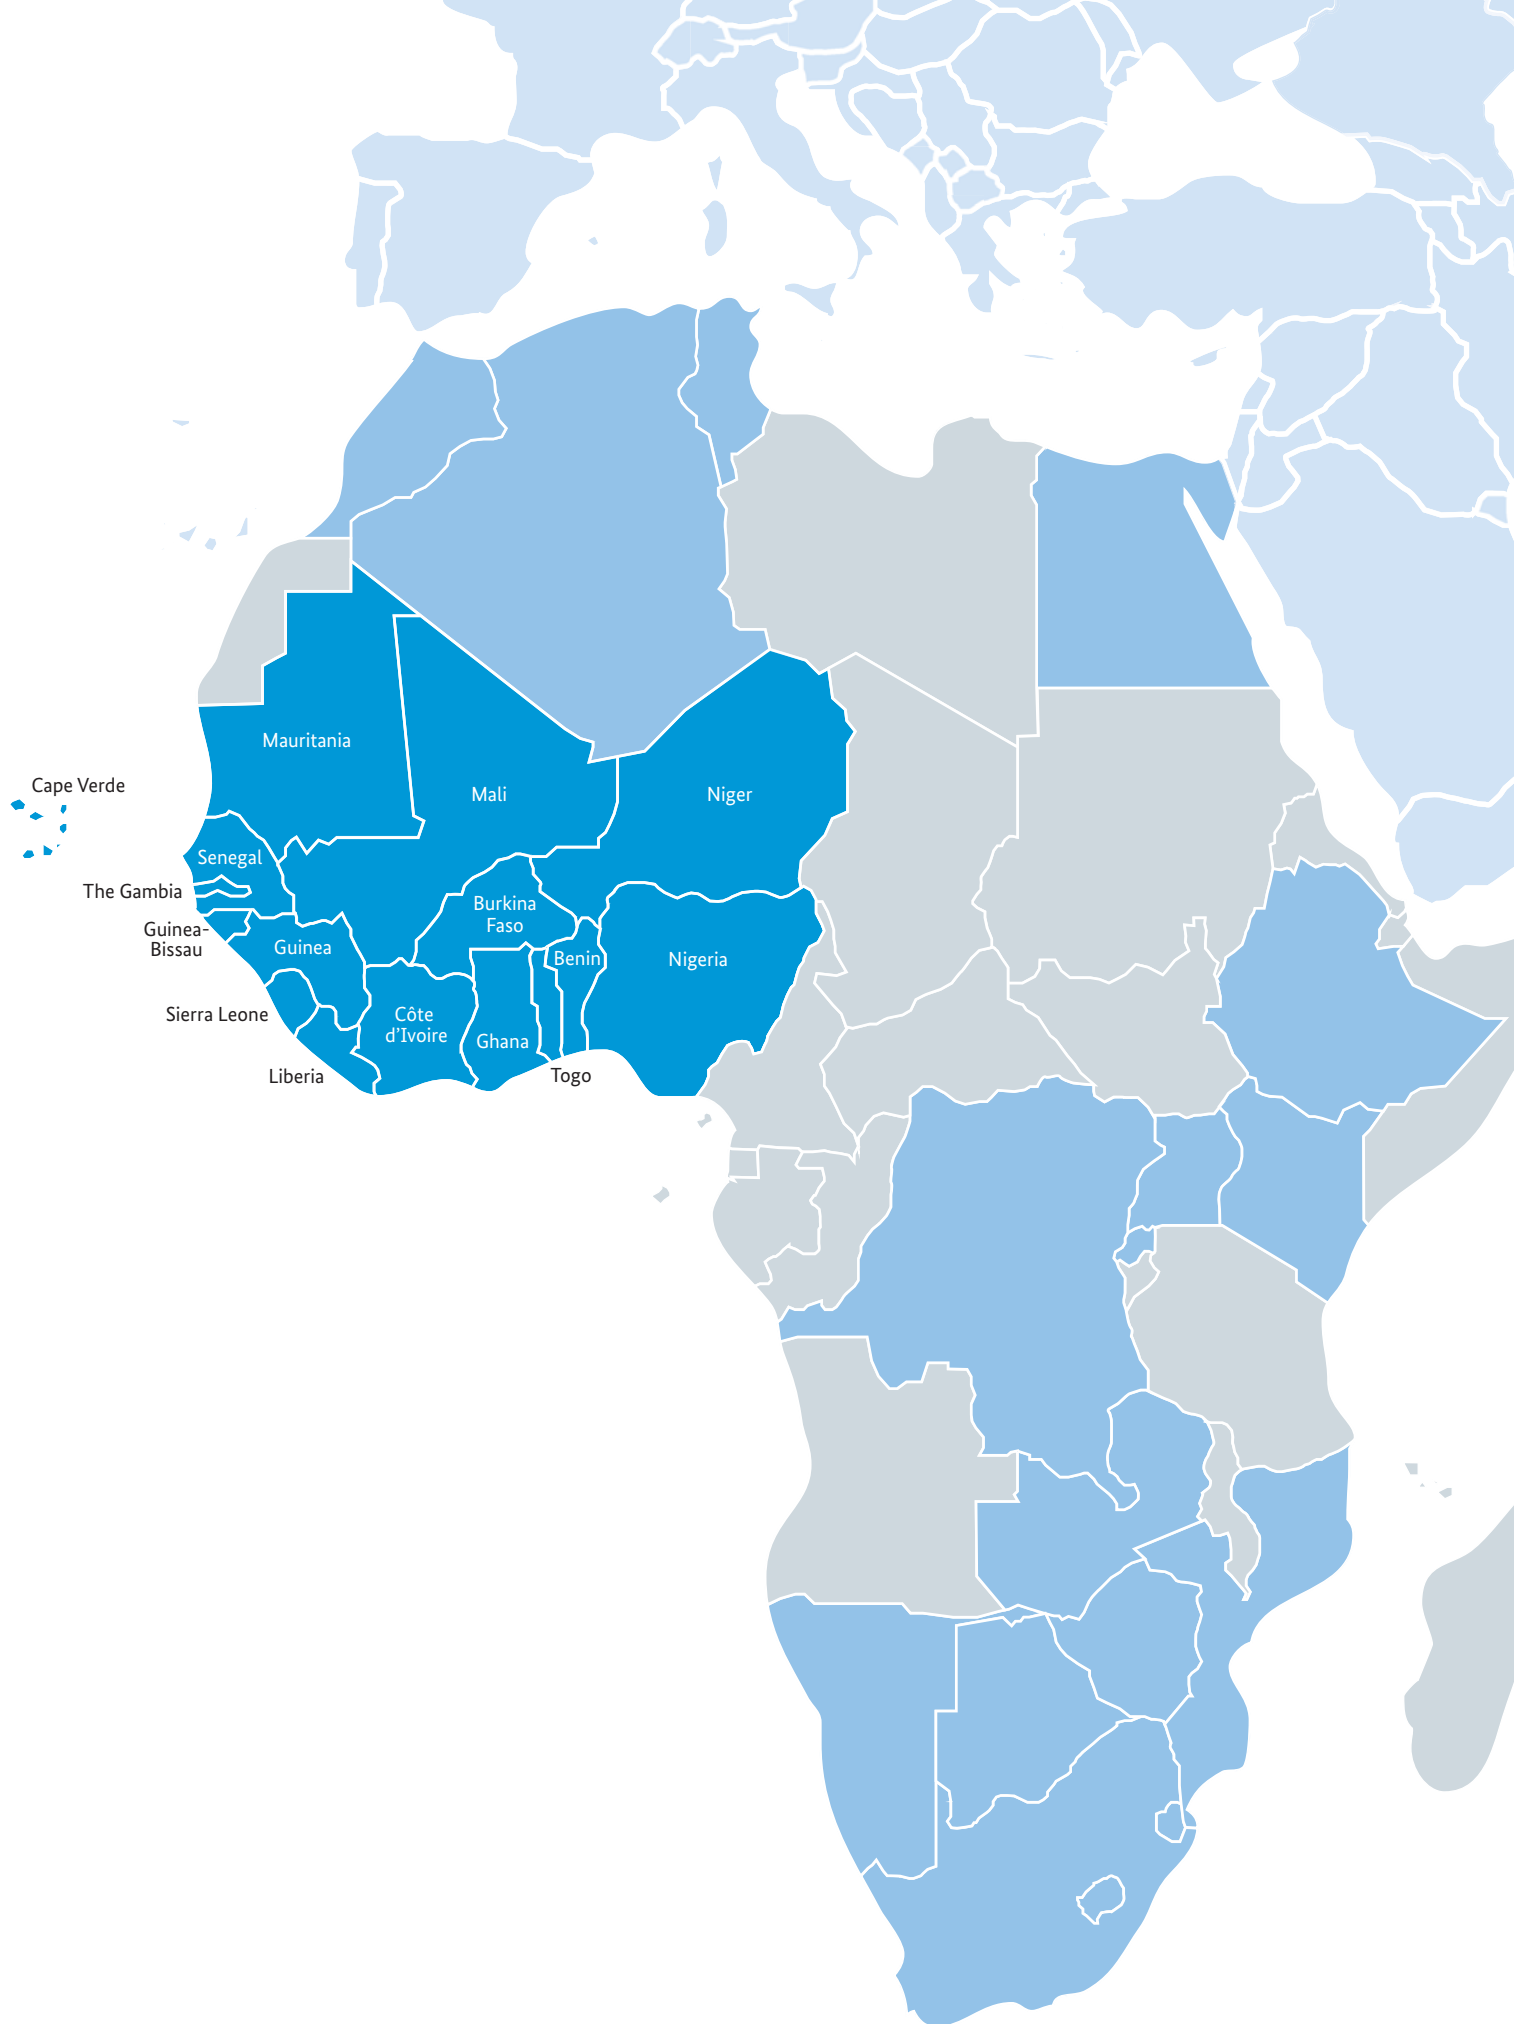 Mauritania
Cape Verde
Mali
Niger
Senegal
The Gambia
Burkina
Faso
Guinea-
Bissau
Guinea
Benin
Nigeria
Sierra Leone
Côte
d'Ivoire
Ghana
Liberia
Togo